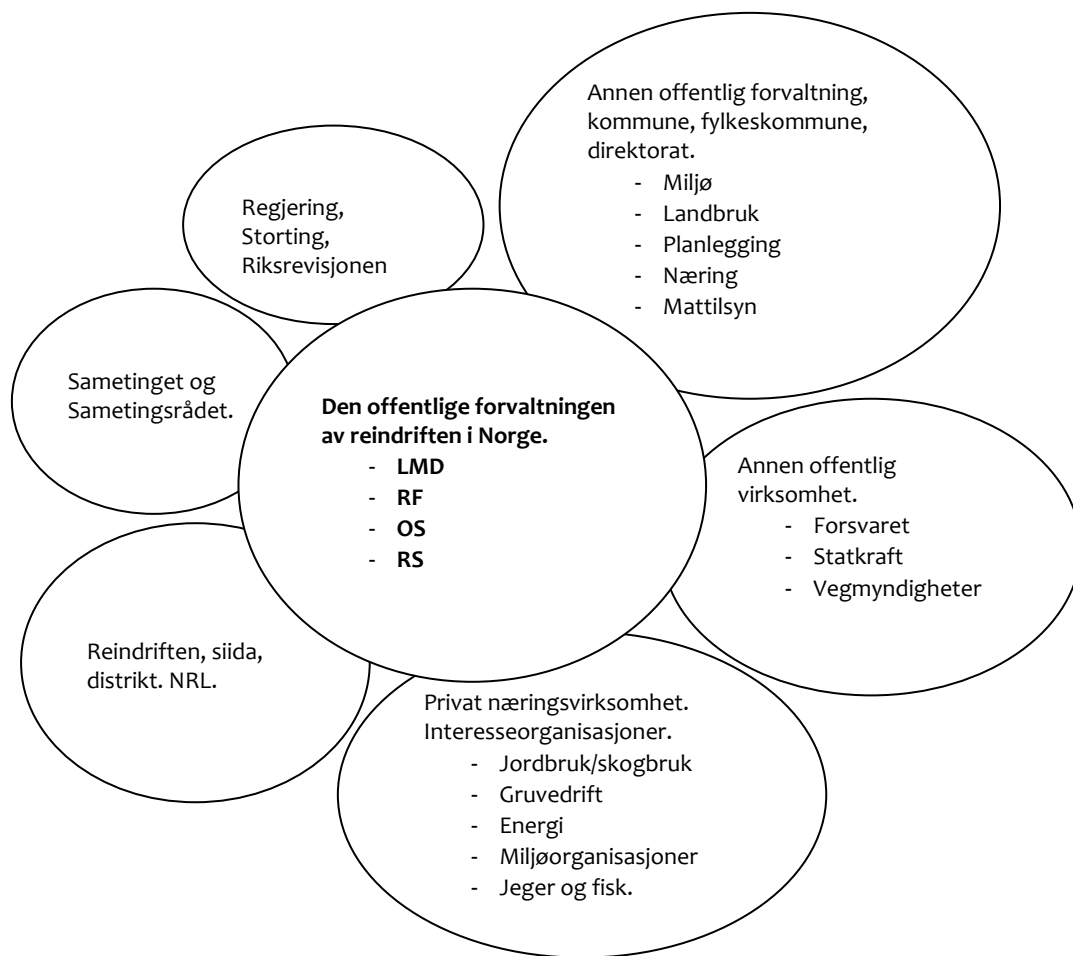 Annen offentlig forvaltning,
kommune, fylkeskommune,
direktorat.
- Miljø
- Landbruk
- Planlegging
- Næring
- Mattilsyn
Regjering,
Storting,
Riksrevisjonen
Sametinget og
Sametingsrådet.
Den offentlige forvaltningen
av reindriften i Norge.
- LMD
- RF
- OS
- RS
Annen offentlig
virksomhet.
- Forsvaret
- Statkraft
- Vegmyndigheter
Reindriften, siida,
distrikt. NRL.
Privat næringsvirksomhet.
Interesseorganisasjoner.
- Jordbruk/skogbruk
- Gruvedrift
- Energi
- Miljøorganisasjoner
- Jeger og fisk.